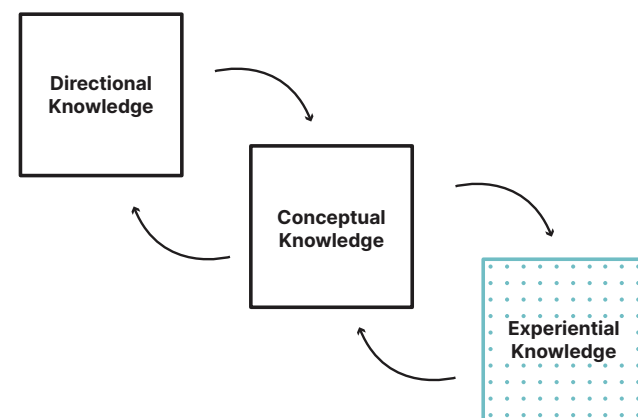 Directional
Knowledge
Conceptual
Knowledge
Experiential
Knowledge